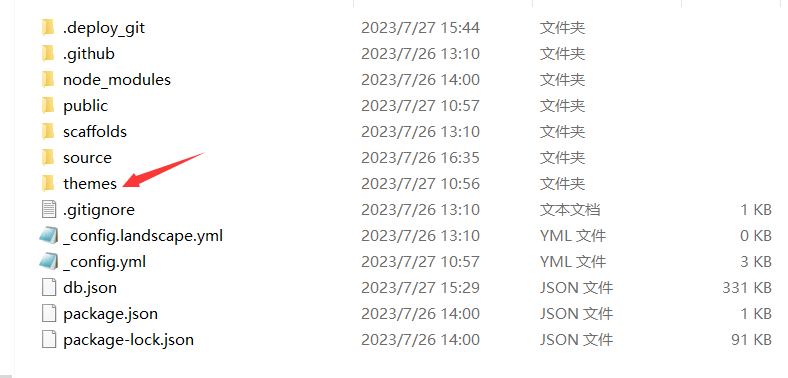 .deploy_git 2023/7/27 15:44 文件夹
.github 2023/7/26 13:10 文件夹
node_modules 2023/7/26 14:00 文件夹
public 2023/7/27 10:57 文件夹
scaffolds 2023/7/26 13:10 文件夹
source 2023/7/26 16:35 文件夹
themes 2023/7/27 10:56 文件夹
.gitignore 2023/7/26 13:10 文本文档 1 KB
_config.landscape.yml 2023/7/26 13:10 YML 文件 0 KB
_config.yml 2023/7/27 10:57 YML 文件 3 KB
db.json 2023/7/27 15:29 JSON 文件 331 KB
package.json 2023/7/26 14:00 JSON 文件 1 KB
package-lock.json 2023/7/26 14:00 JSON 文件 91 KB